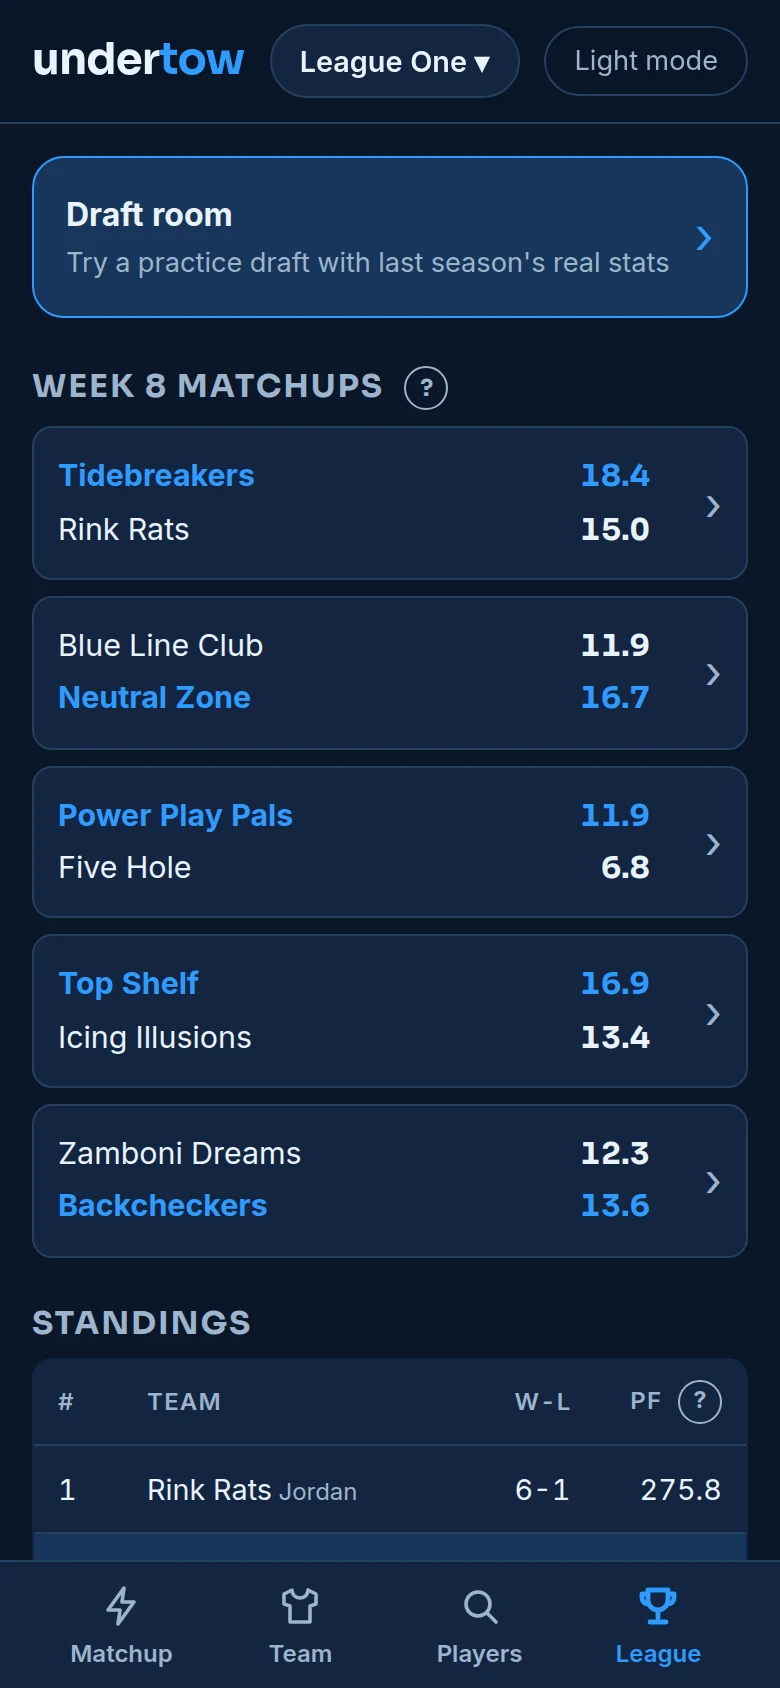 undertow League One ▾ Light mode
Draft room
Try a practice draft with last season's real stats
WEEK 8 MATCHUPS ?
Tidebreakers 18.4
Rink Rats 15.0
Blue Line Club 11.9
Neutral Zone 16.7
Power Play Pals 11.9
Five Hole 6.8
Top Shelf 16.9
Icing Illusions 13.4
Zamboni Dreams 12.3
Backcheckers 13.6
STANDINGS
# TEAM W-L PF ?
1 Rink Rats Jordan 6-1 275.8
Matchup Team Players League